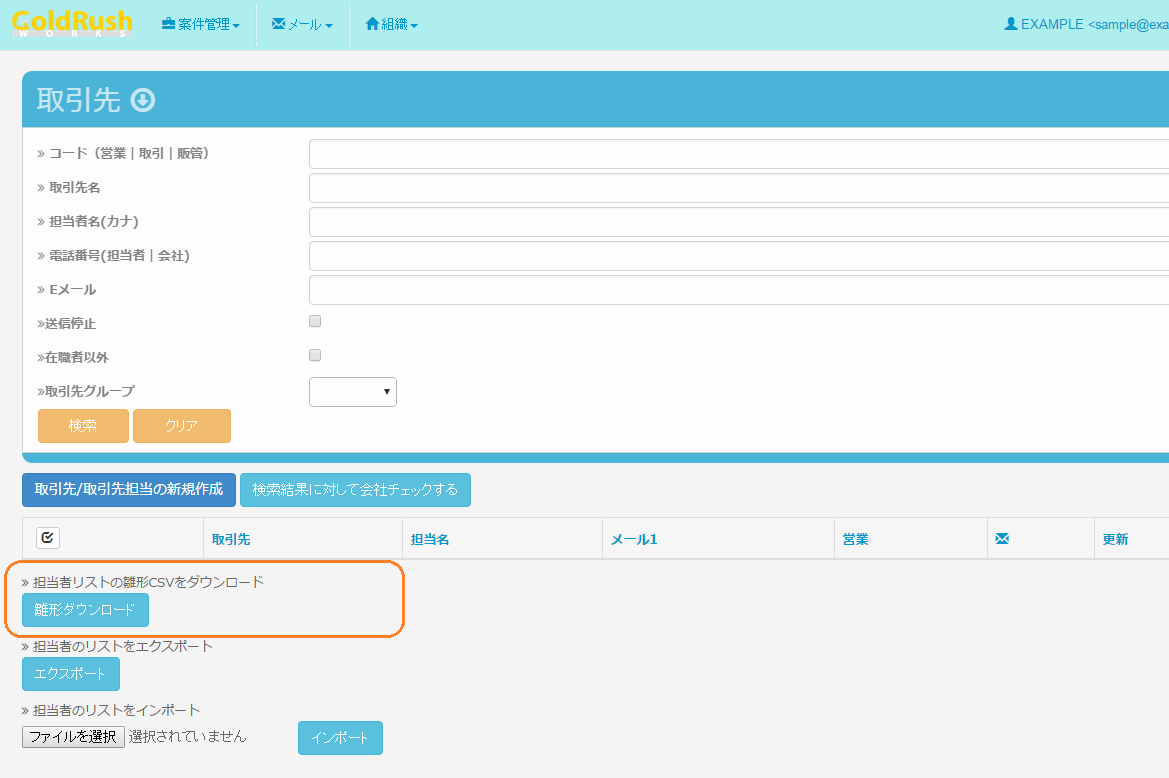 GoldRush
WORKS
案件管理
メール
組織
EXAMPLE <sample@exa
取引先
» コード（営業｜取引｜販管）
» 取引先名
» 担当者名(カナ)
» 電話番号(担当者｜会社)
» Eメール
»送信停止
»在職者以外
»取引先グループ
検索 クリア
取引先/取引先担当の新規作成 検索結果に対して会社チェックする
取引先 担当名 メール1 営業 更新
» 担当者リストの雛形CSVをダウンロード
雛形ダウンロード
» 担当者のリストをエクスポート
エクスポート
» 担当者のリストをインポート
ファイルを選択 選択されていません インポート